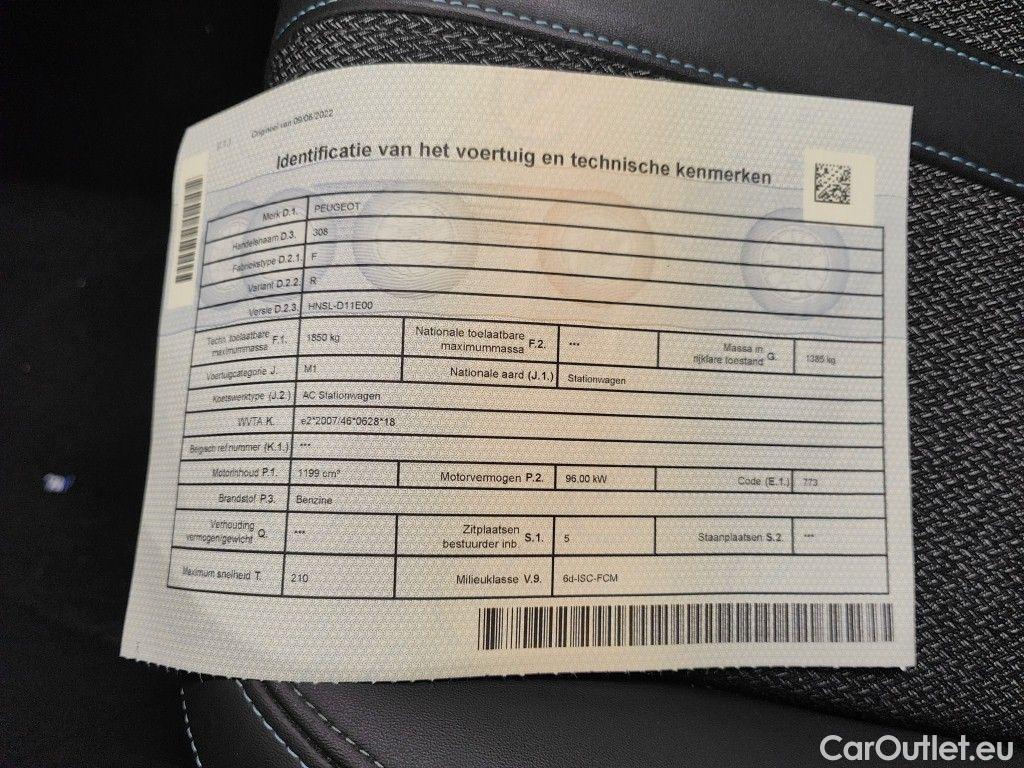 (Z.1.) Origineel van 09/08/2022
Identificatie van het voertuig en technische kenmerken
Merk D.1. PEUGEOT
Handelsnaam D.3. 308
Fabriekstype D.2.1. F
Variant D.2.2. R
Versie D.2.3. HNSL-D11E00
Techn. toelaatbare maximummassa F.1. 1850 kg Nationale toelaatbare maximummassa F.2. *** Massa in rijklare toestand G. 1385 kg
Voertuigcategorie J. M1 Nationale aard (J.1.) Stationwagen
Koetswerktype (J.2.) AC Stationwagen
WVTA K. e2*2007/46*0628*18
Belgisch ref.nummer (K.1.) ***
Motorinhoud P.1. 1199 cm³ Motorvermogen P.2. 96,00 kW Code (E.1.) 773
Brandstof P.3. Benzine
Verhouding vermogen/gewicht Q. *** Zitplaatsen bestuurder inb. S.1. 5 Staanplaatsen S.2. ***
Maximum snelheid T. 210 Milieuklasse V.9. 6d-ISC-FCM
CarOutlet.eu